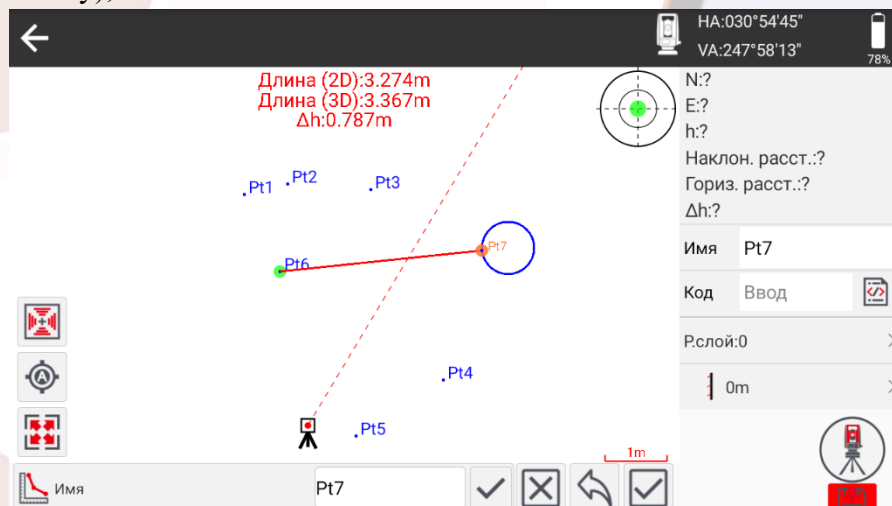 HA:030°54'45"
VA:247°58'13"
78%
Длина (2D):3.274m
Длина (3D):3.367m
Δh:0.787m
N:?
E:?
h:?
Наклон. расст.:?
Гориз. расст.:?
Δh:?
Pt1
Pt2
Pt3
Pt6
Pt7
Pt4
Pt5
1m
Имя Pt7
Код Ввод
Р.слой:0
0m
Имя Pt7